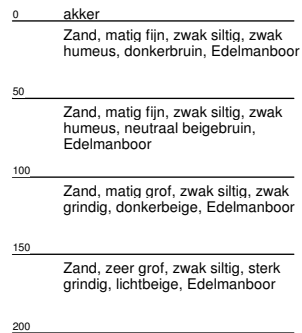 0 akker
Zand, matig fijn, zwak siltig, zwak
humeus, donkerbruin, Edelmanboor
50
Zand, matig fijn, zwak siltig, zwak
humeus, neutraal beigebruin,
Edelmanboor
100
Zand, matig grof, zwak siltig, zwak
grindig, donkerbeige, Edelmanboor
150
Zand, zeer grof, zwak siltig, sterk
grindig, lichtbeige, Edelmanboor
200